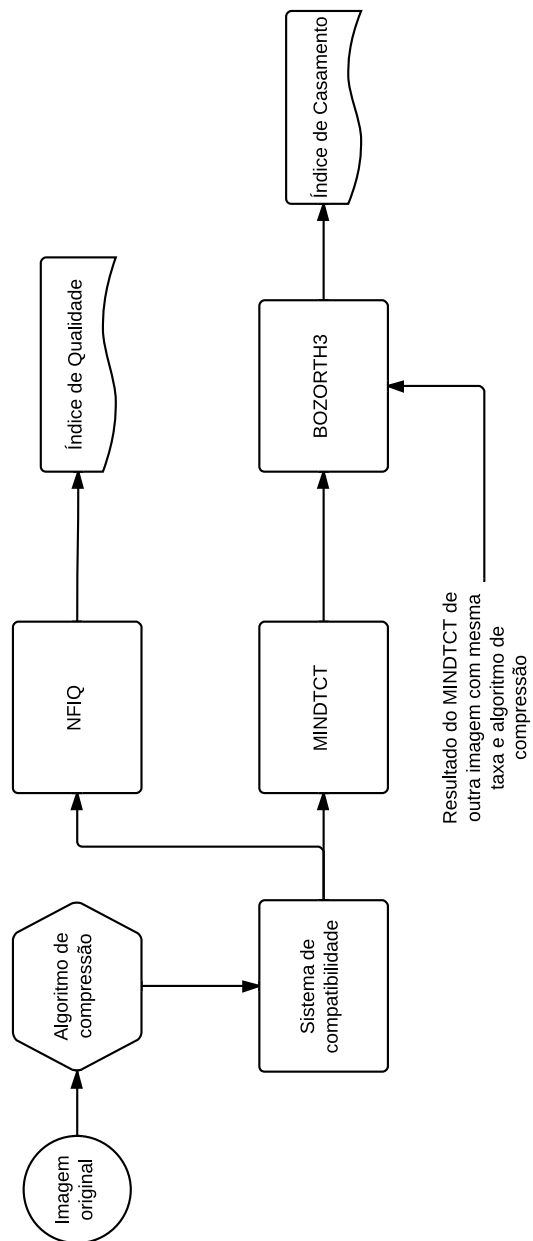 Imagem
original
Algoritmo de
compressão
Sistema de
compatibilidade
NFIQ
Índice de Qualidade
MINDTCT
BOZORTH3
Índice de Casamento
Resultado do MINDTCT de
outra imagem com mesma
taxa e algoritmo de
compressão